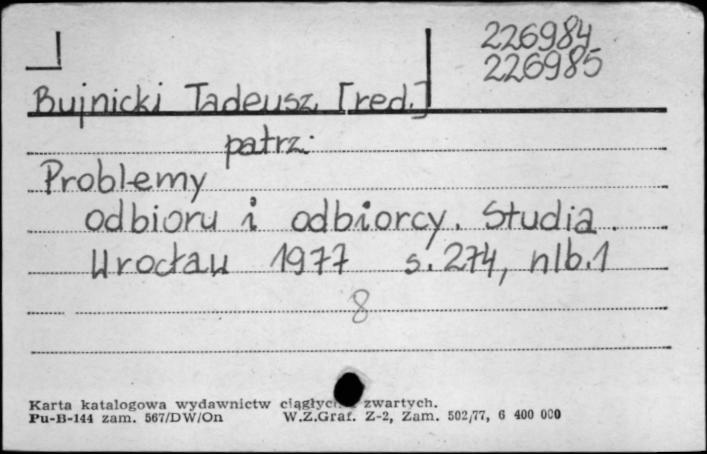 226984
226985
Bujnicki Tadeusz [red.]
patrz:
Problemy
odbioru i odbiorcy. Studia.
Wrocław 1977 s. 274, nlb.1
8
Karta katalogowa wydawnictw zwartych.
Pu-B-144 zam. 567/DW/On W.Z.Graf. Z-2, Zam. 502/77, 6 400 000